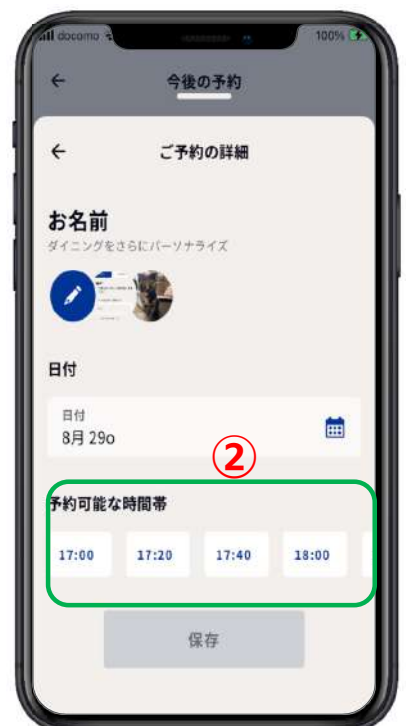 docomo
100%
今後の予約
ご予約の詳細
お名前
ダイニングをさらにパーソナライズ
日付
日付
8月 29o
②
予約可能な時間帯
17:00 17:20 17:40 18:00
保存